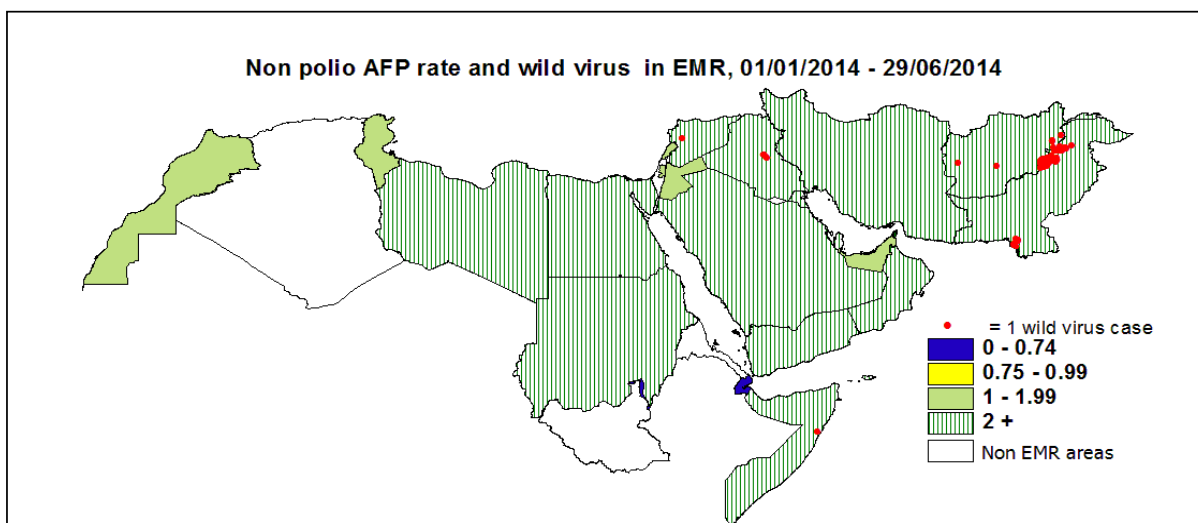 Non polio AFP rate and wild virus in EMR, 01/01/2014 - 29/06/2014
= 1 wild virus case
0 - 0.74
0.75 - 0.99
1 - 1.99
2 +
Non EMR areas